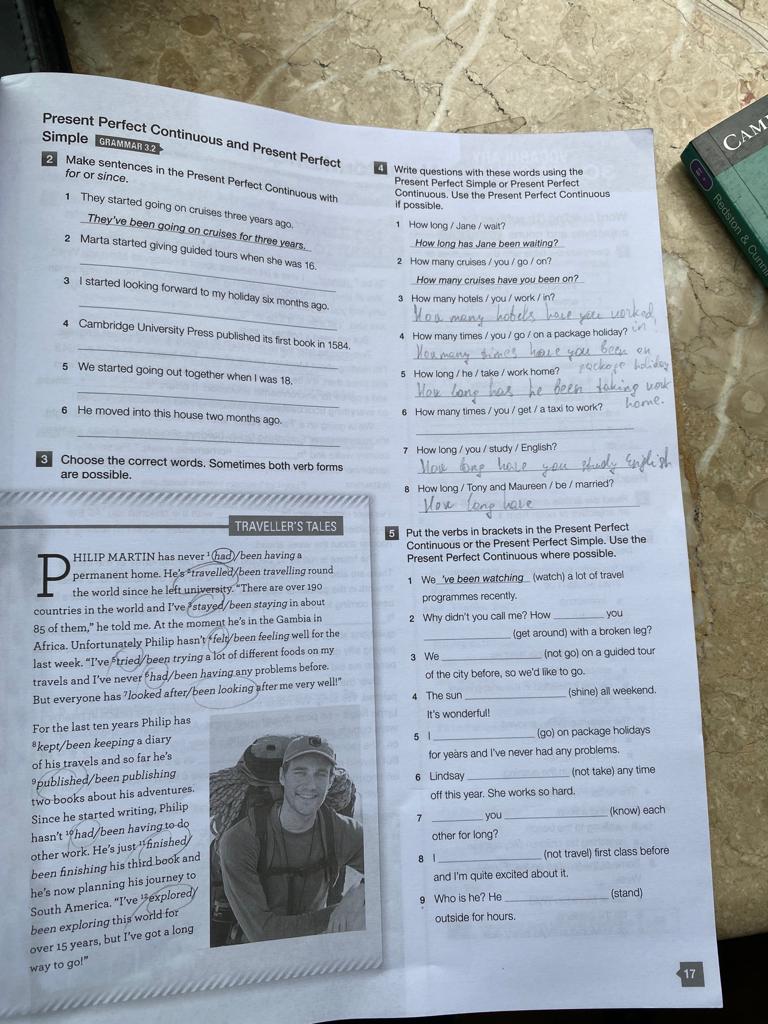 Present Perfect Continuous and Present Perfect
Simple GRAMMAR 3.2
2 Make sentences in the Present Perfect Continuous with
for or since.
1 They started going on cruises three years ago.
They've been going on cruises for three years.
2 Marta started giving guided tours when she was 16.
3 I started looking forward to my holiday six months ago.
4 Cambridge University Press published its first book in 1584.
5 We started going out together when I was 18.
6 He moved into this house two months ago.
3 Choose the correct words. Sometimes both verb forms
are possible.
TRAVELLER'S TALES
PHILIP MARTIN has never 1 had/been having a
permanent home. He's 2 travelled/been travelling round
the world since he left university. "There are over 190
countries in the world and I've 3 stayed/been staying in about
85 of them," he told me. At the moment he's in the Gambia in
Africa. Unfortunately Philip hasn't 4 felt/been feeling well for the
last week. "I've 5 tried/been trying a lot of different foods on my
travels and I've never 6 had/been having any problems before.
But everyone has 7 looked after/been looking after me very well!"
For the last ten years Philip has
8 kept/been keeping a diary
of his travels and so far he's
9 published/been publishing
two books about his adventures.
Since he started writing, Philip
hasn't 10 had/been having to do
other work. He's just 11 finished/
been finishing his third book and
he's now planning his journey to
South America. "I've 12 explored/
been exploring this world for
over 15 years, but I've got a long
way to go!"
4 Write questions with these words using the
Present Perfect Simple or Present Perfect
Continuous. Use the Present Perfect Continuous
if possible.
1 How long / Jane / wait?
How long has Jane been waiting?
2 How many cruises / you / go / on?
How many cruises have you been on?
3 How many hotels / you / work / in?
How many hotels have you worked
in?
4 How many times / you / go / on a package holiday?
How many times have you been on
package holiday
5 How long / he / take / work home?
How long has he been taking work
home.
6 How many times / you / get / a taxi to work?
7 How long / you / study / English?
How long have you study English
8 How long / Tony and Maureen / be / married?
How long have
5 Put the verbs in brackets in the Present Perfect
Continuous or the Present Perfect Simple. Use the
Present Perfect Continuous where possible.
1 We 've been watching (watch) a lot of travel
programmes recently.
2 Why didn't you call me? How ________ you
________ (get around) with a broken leg?
3 We ________ (not go) on a guided tour
of the city before, so we'd like to go.
4 The sun ________ (shine) all weekend.
It's wonderful!
5 I ________ (go) on package holidays
for years and I've never had any problems.
6 Lindsay ________ (not take) any time
off this year. She works so hard.
7 ________ you ________ (know) each
other for long?
8 I ________ (not travel) first class before
and I'm quite excited about it.
9 Who is he? He ________ (stand)
outside for hours.
17
Redston &